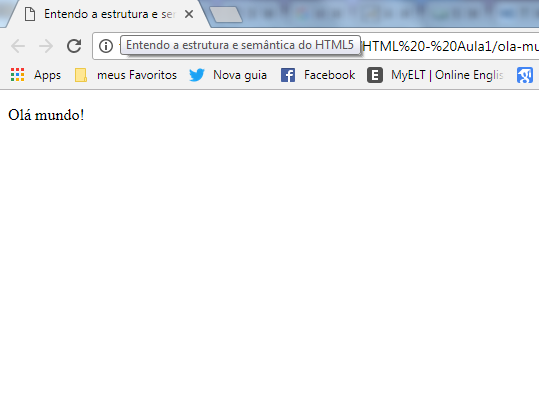 Entendo a estrutura e se
Entendo a estrutura e semântica do HTML5
HTML%20-%20Aula1/ola-mu
Apps meus Favoritos Nova guia Facebook MyELT | Online Englis
Olá mundo!